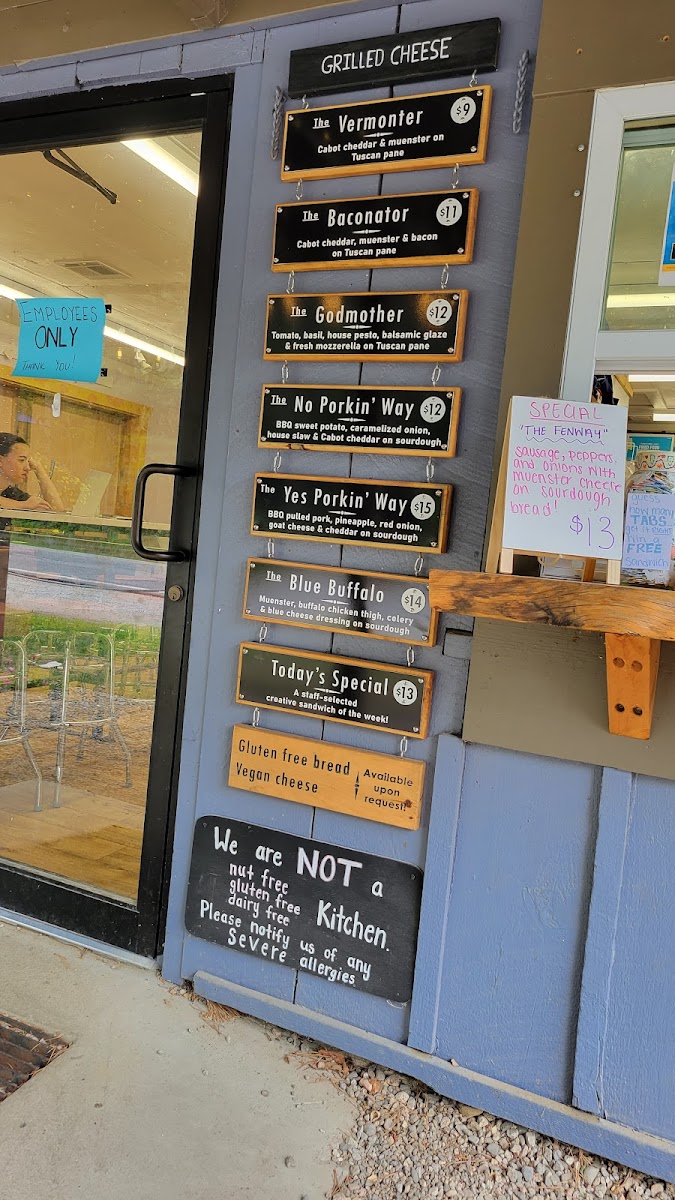 GRILLED CHEESE
The Vermonter $9
Cabot cheddar & muenster on
Tuscan pane
The Baconator $11
Cabot cheddar, muenster & bacon
on Tuscan pane
The Godmother $12
Tomato, basil, house pesto, balsamic glaze
& fresh mozzerella on Tuscan pane
The No Porkin' Way $12
BBQ sweet potato, caramelized onion,
house slaw & Cabot cheddar on sourdough
The Yes Porkin' Way $15
BBQ pulled pork, pineapple, red onion,
goat cheese & cheddar on sourdough
The Blue Buffalo $14
Muenster, buffalo chicken thigh, celery
& blue cheese dressing on sourdough
Today's Special $13
A staff-selected
creative sandwich of the week!
Gluten free bread
Vegan cheese
Available
upon
request!
We are NOT a
nut free
gluten free
dairy free
Kitchen.
Please notify us of any
Severe allergies
EMPLOYEES
ONLY
THANK YOU!
SPECIAL
"THE FENWAY"
sausage, peppers,
and onions with
muenster cheese
on sourdough
bread!
$13
guess
how many
TABS
win a
FREE
sandwich